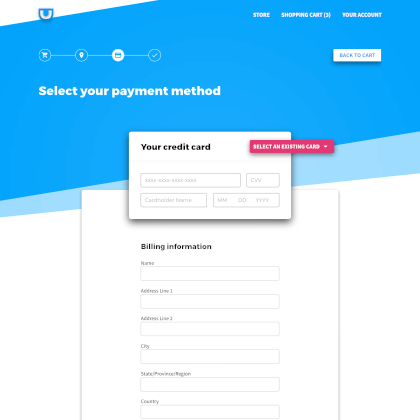 STORE SHOPPING CART (3) YOUR ACCOUNT
BACK TO CART
Select your payment method
Your credit card
SELECT AN EXISTING CARD
xxxx-xxxx-xxxx-xxxx CVV
Cardholder Name MM DD YYYY
Billing information
Name
Address Line 1
Address Line 2
City
State/Province/Region
Country